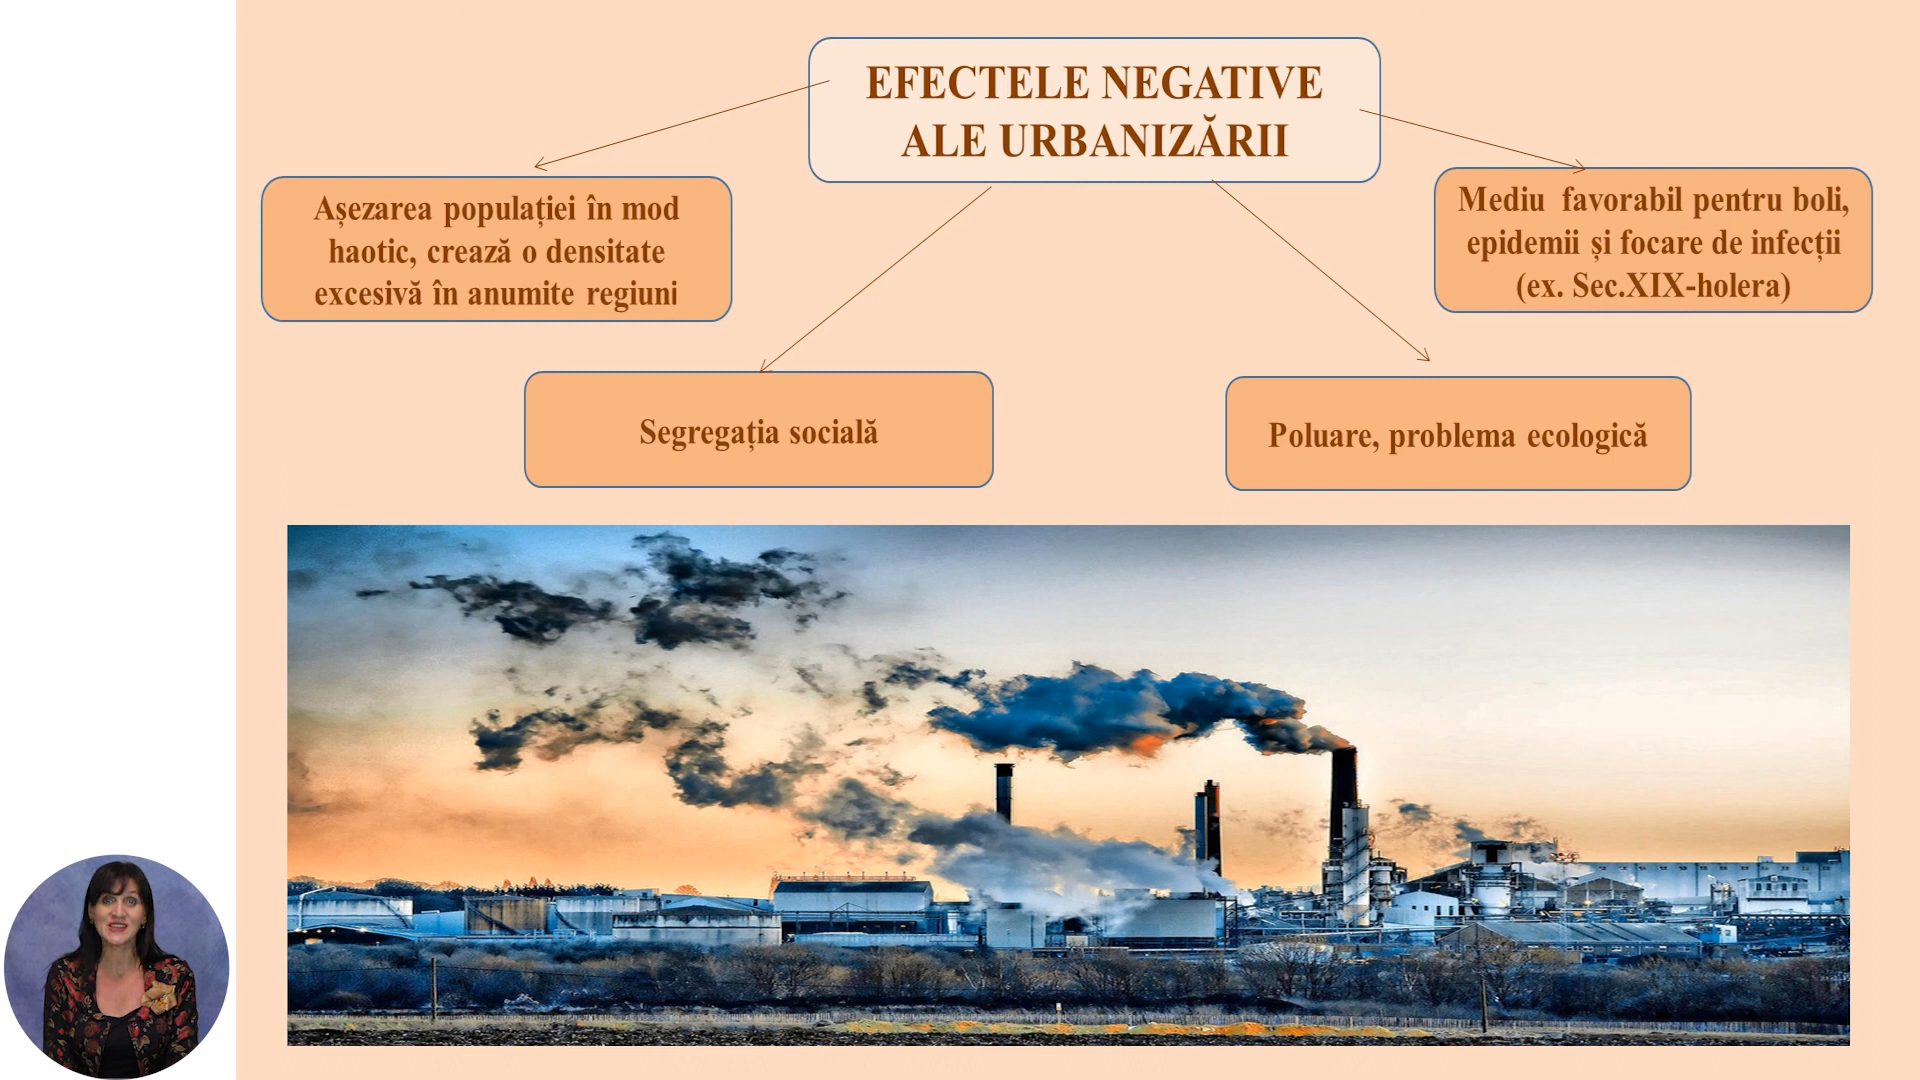 EFECTELE NEGATIVE
ALE URBANIZĂRII
Așezarea populației în mod
haotic, crează o densitate
excesivă în anumite regiuni
Mediu favorabil pentru boli,
epidemii și focare de infecții
(ex. Sec.XIX-holera)
Segregația socială
Poluare, problema ecologică